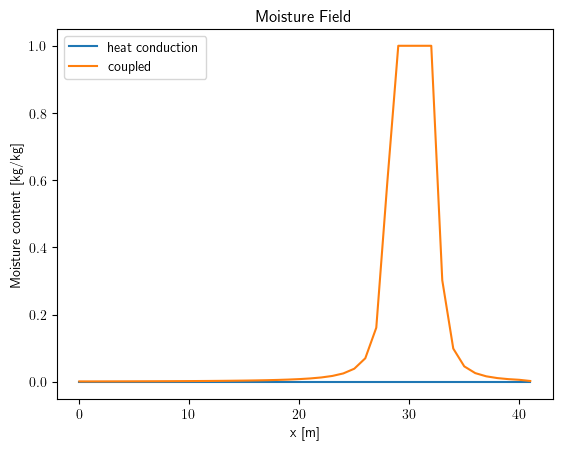 Moisture Field
heat conduction
coupled
Moisture content [kg/kg]
1.0
0.8
0.6
0.4
0.2
0.0
0 10 20 30 40
x [m]